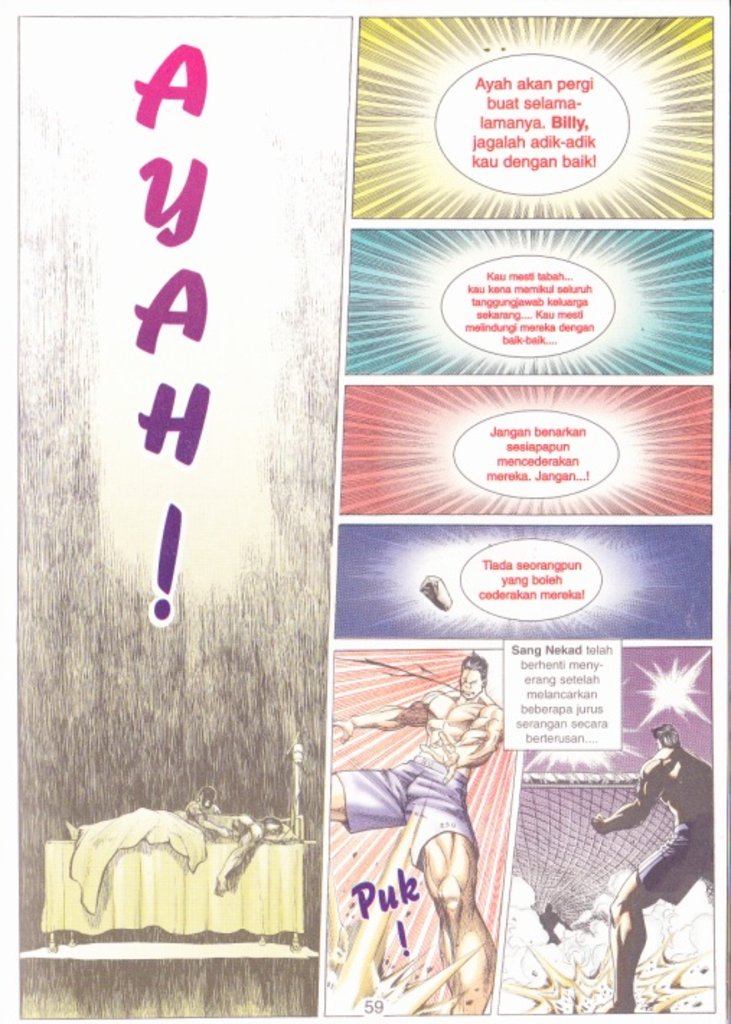 AYAH!
Ayah akan pergi
buat selama-
lamanya. Billy,
jagalah adik-adik
kau dengan baik!
Kau mesti tabah...
kau kena memikul seluruh
tanggungjawab keluarga
sekarang.... Kau mesti
melindungi mereka dengan
baik-baik....
Jangan benarkan
sesiapapun
mencederakan
mereka. Jangan...!
Tiada seorangpun
yang boleh
cederakan mereka!
Sang Nekad telah
berhenti meny-
erang setelah
melancarkan
beberapa jurus
serangan secara
berterusan....
Puk
!
59